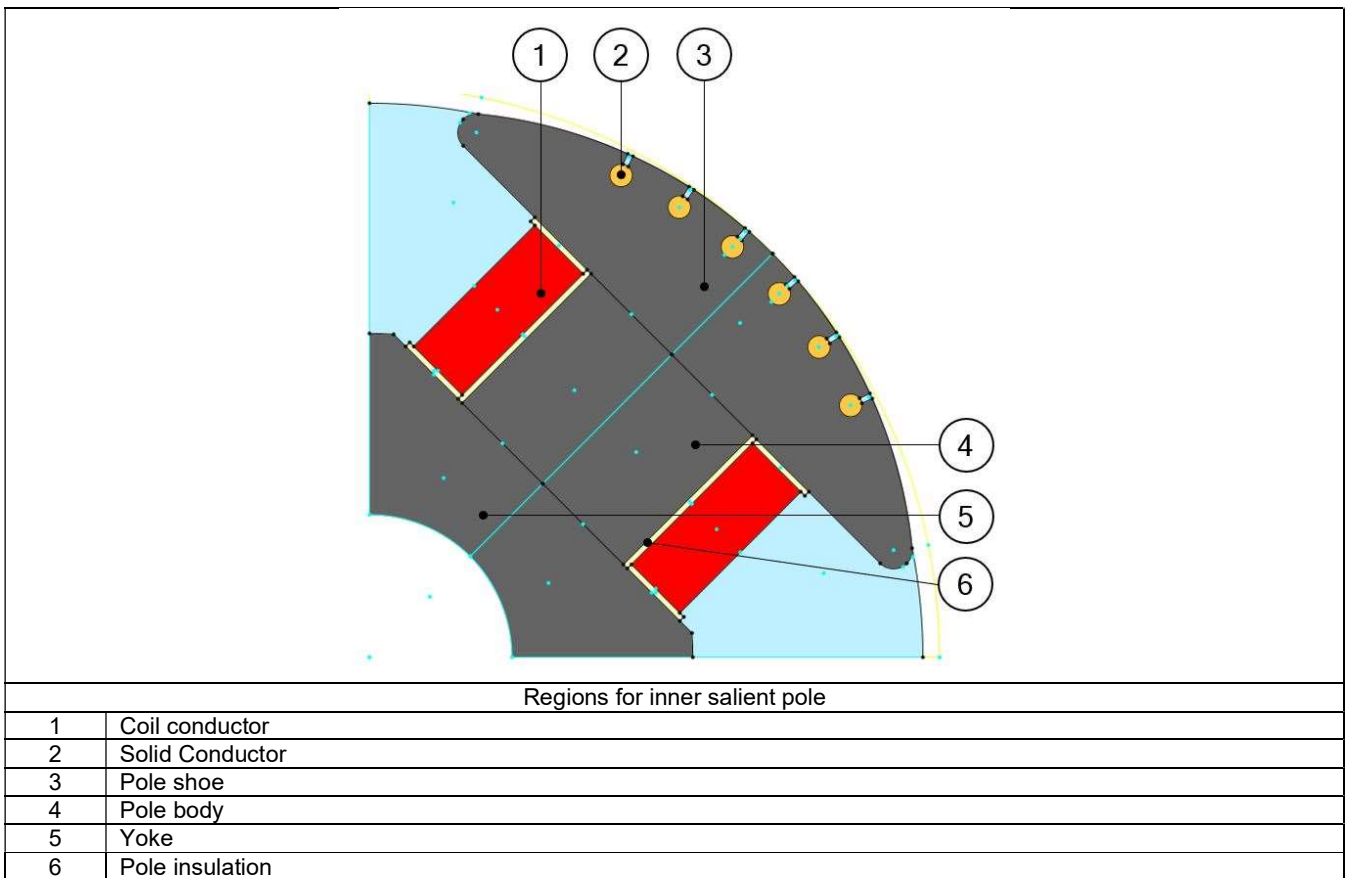 1 2 3
4
5
6
Regions for inner salient pole
1 Coil conductor
2 Solid Conductor
3 Pole shoe
4 Pole body
5 Yoke
6 Pole insulation